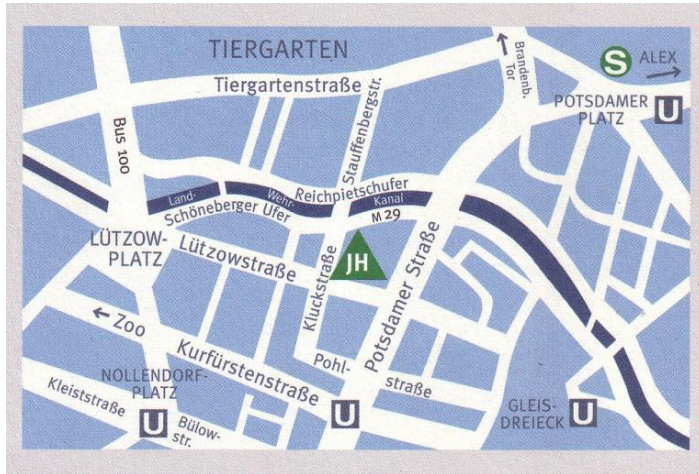 TIERGARTEN
Tiergartenstraße
Stauffenbergstr.
Brandenb.
Tor
S
ALEX
POTSDAMER
PLATZ
U
Bus 100
Land-
Wehr-
Kanal
Reichpietschufer
Schöneberger Ufer
M 29
LÜTZOW-
PLATZ
Lützowstraße
Kluckstraße
JH
Potsdamer Straße
Zoo
Kurfürstenstraße
Pohl-
straße
NOLLENDORF-
PLATZ
Kleiststraße
U
Bülow-
str.
U
GLEIS-
DREIECK
U